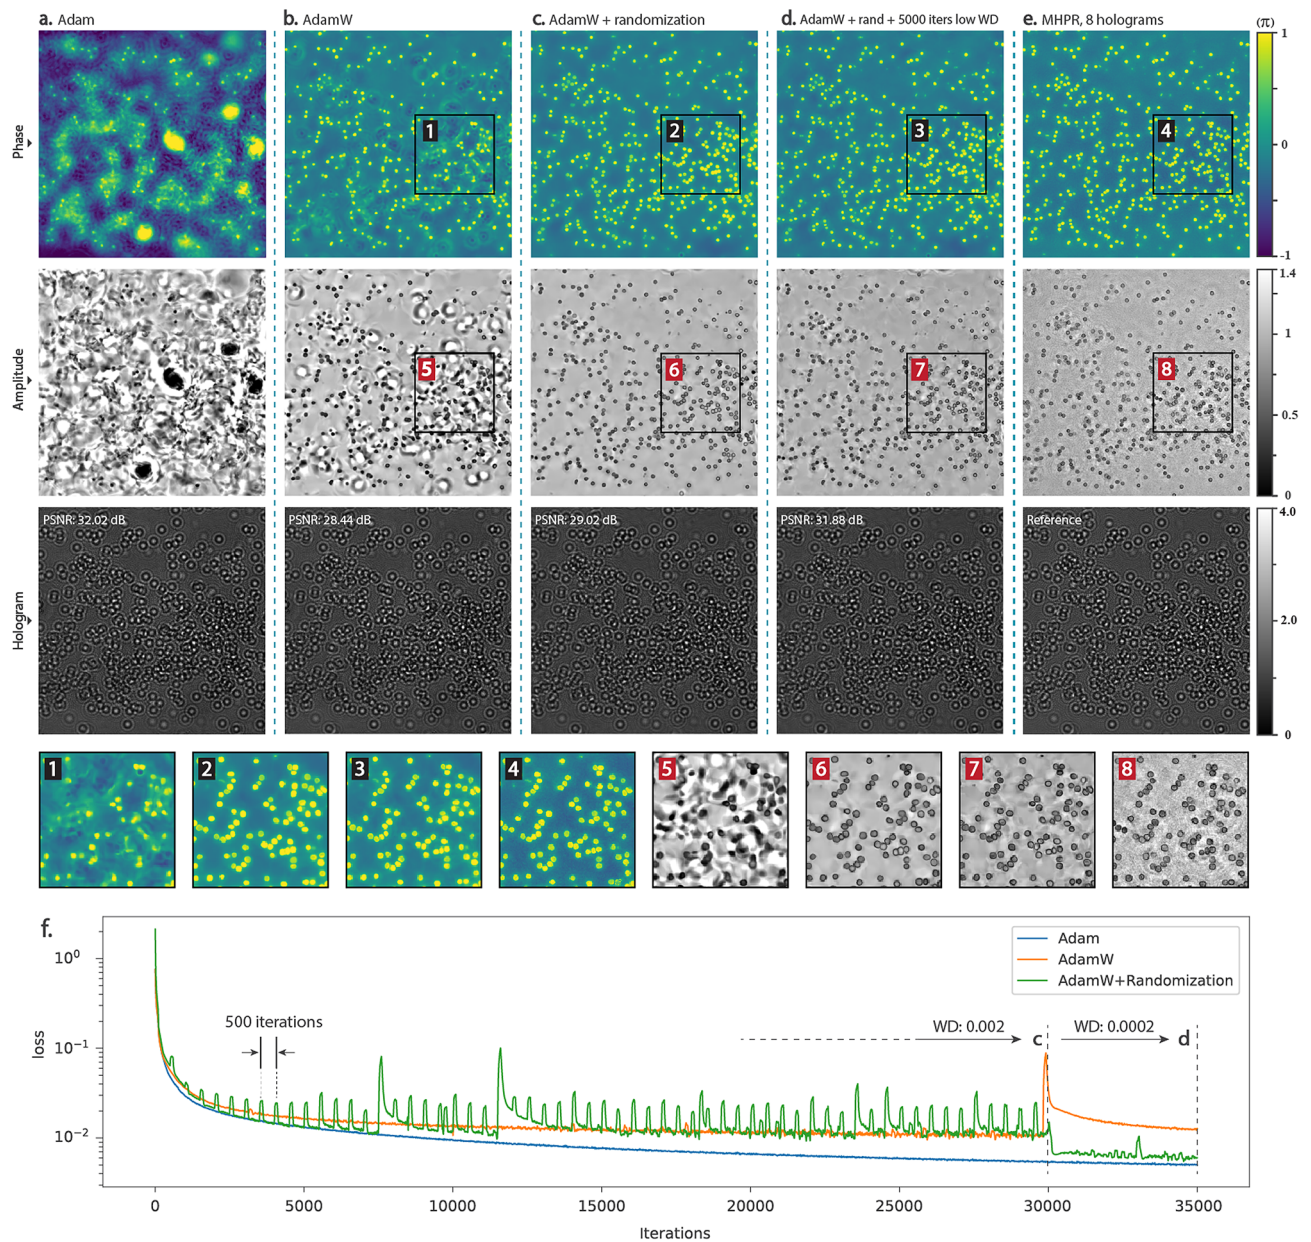 a. Adam
b. AdamW
c. AdamW + randomization
d. AdamW + rand + 5000 iters low WD
e. MHPR, 8 holograms
(π)
Phase
1
2
3
4
1
0
-1
Amplitude
5
6
7
8
1.4
1
0.5
0
Hologram
PSNR: 32.02 dB
PSNR: 28.44 dB
PSNR: 29.02 dB
PSNR: 31.88 dB
Reference
4.0
2.0
0
1
2
3
4
5
6
7
8
f.
loss
10⁰
10⁻¹
10⁻²
500 iterations
WD: 0.002
c
WD: 0.0002
d
Adam
AdamW
AdamW+Randomization
0
5000
10000
15000
20000
25000
30000
35000
Iterations